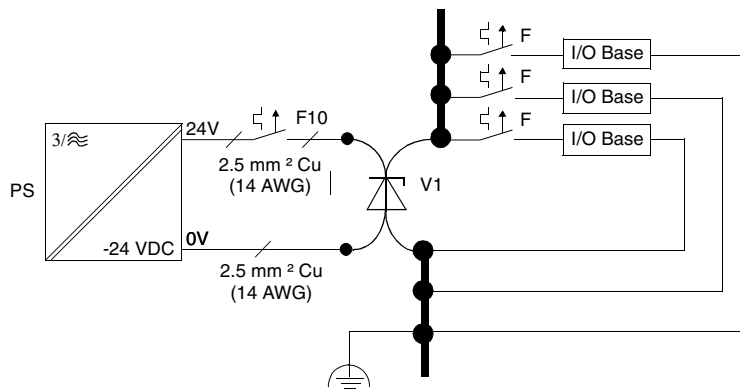 F
I/O Base
F
I/O Base
F
I/O Base
3/
24V
F10
2.5 mm ² Cu
(14 AWG)
PS
V1
-24 VDC
0V
2.5 mm ² Cu
(14 AWG)